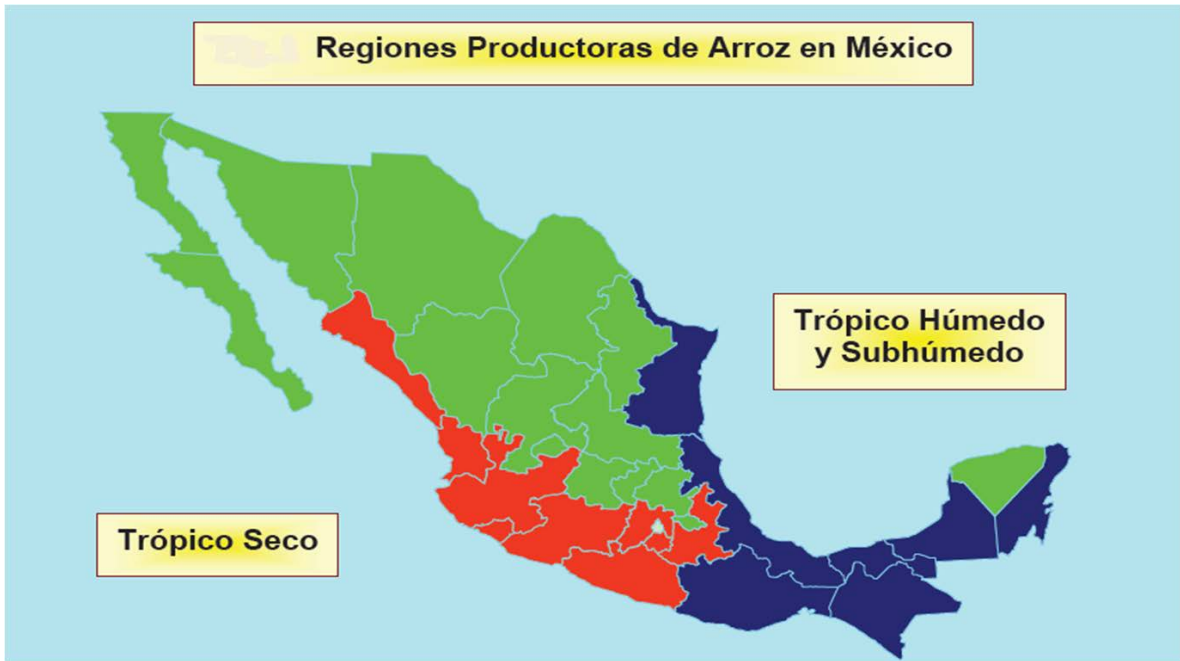 Regiones Productoras de Arroz en México
Trópico Húmedo
y Subhúmedo
Trópico Seco